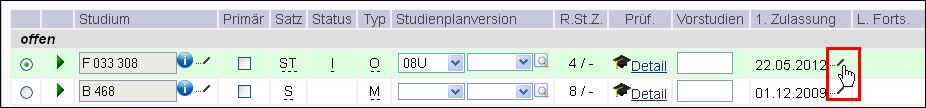 Studium Primär Satz Status Typ Studienplanversion R.St.Z. Prüf. Vorstudien 1. Zulassung L. Forts.
offen
F 033 308 ST I O 08U 4 / - Detail 22.05.2012
B 468 S M 8 / - Detail 01.12.2009